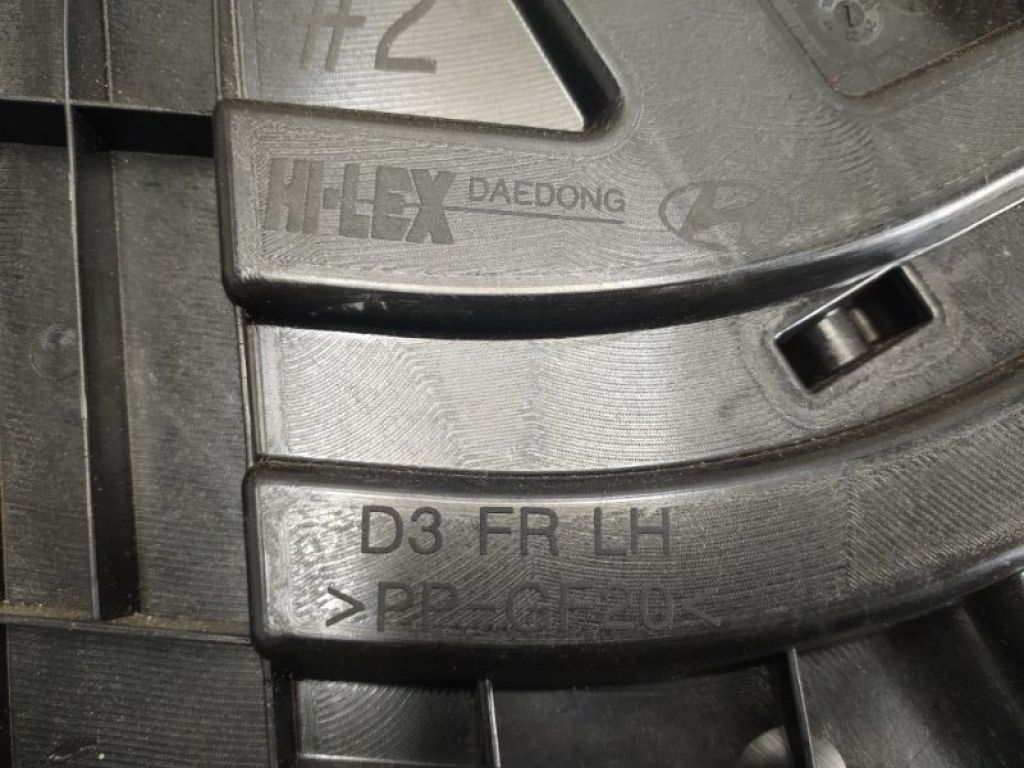 #2
HI-LEX DAEDONG
D3 FR LH
>PP-GF20<